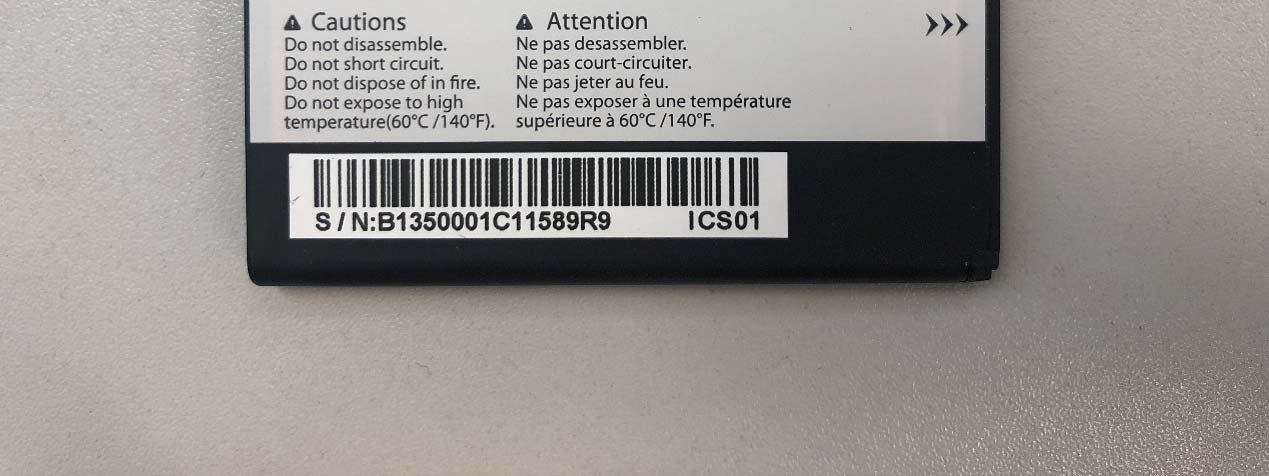 Cautions
Do not disassemble.
Do not short circuit.
Do not dispose of in fire.
Do not expose to high
temperature(60°C /140°F).
Attention
Ne pas desassembler.
Ne pas court-circuiter.
Ne pas jeter au feu.
Ne pas exposer à une température
supérieure à 60°C /140°F.
S/N:B1350001C11589R9 ICS01